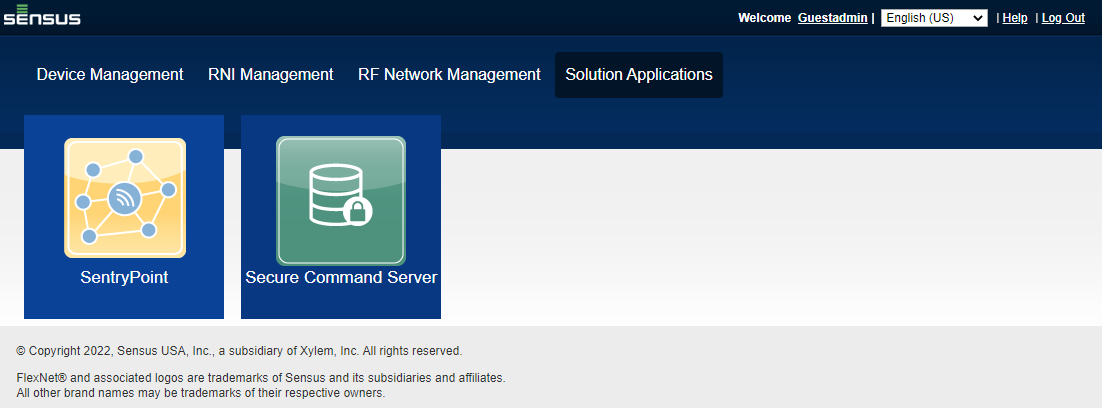 sensus
Welcome Guestadmin | English (US) | Help | Log Out
Device Management RNI Management RF Network Management Solution Applications
SentryPoint Secure Command Server
© Copyright 2022, Sensus USA, Inc., a subsidiary of Xylem, Inc. All rights reserved.
FlexNet® and associated logos are trademarks of Sensus and its subsidiaries and affiliates.
All other brand names may be trademarks of their respective owners.